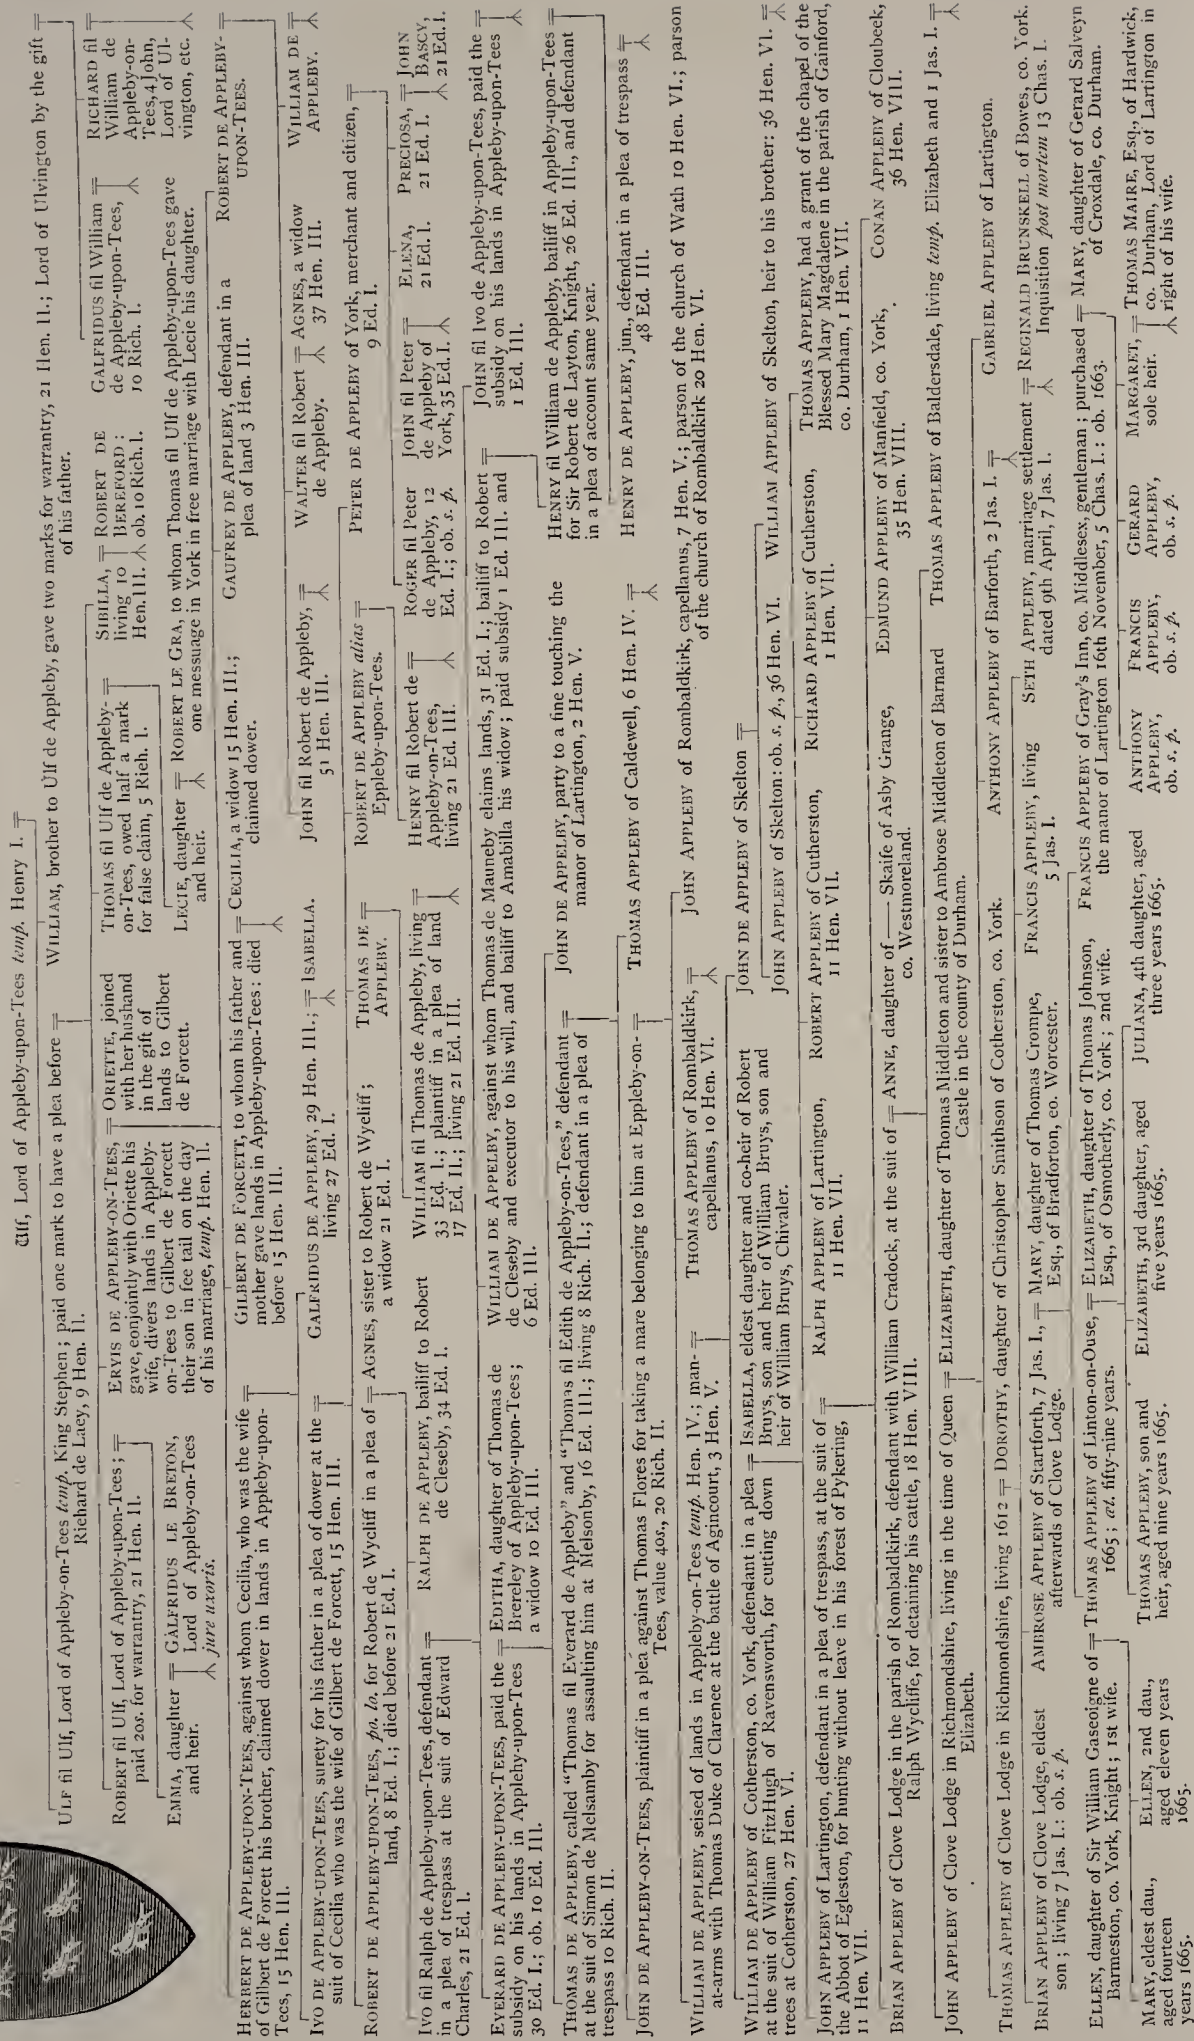 Ulf, Lord of Appleby-upon-Tees temp. Henry I.
ULF fil Ulf, Lord of Appleby-on-Tees temp. King Stephen; paid one mark to have a plea before
Richard de Lacy, 9 Hen. II.
WILLIAM, brother to Ulf de Appleby, gave two marks for warrantry, 21 Hen. II.; Lord of Ulvington by the gift
of his father.
ROBERT fil Ulf, Lord of Appleby-upon-Tees;
paid 20s. for warrantry, 21 Hen. II.
ERVIS DE APPLEBY-ON-TEES,
gave, conjointly with Oriette his
wife, divers lands in Appleby-
on-Tees to Gilbert de Forcett
their son in fee tail on the day
of his marriage, temp. Hen. II.
ORIETTE, joined
with her husband
in the gift of
lands to Gilbert
de Forcett.
THOMAS fil Ulf de Appleby-
on-Tees, owed half a mark
for false claim, 5 Rich. I.
SIBILLA,
living 10
Hen. III.
ROBERT DE
BEREFORD;
ob. 10 Rich. I.
GALFRIDUS fil William
de Appleby-upon-Tees,
10 Rich. I.
RICHARD fil
William de
Appleby-on-
Tees, 4 John,
Lord of Ul-
vington, etc.
EMMA, daughter
and heir.
GALFRIDUS LE BRETON,
Lord of Appleby-on-Tees
jure uxoris.
LECIE, daughter
and heir.
ROBERT LE GRA, to whom Thomas fil Ulf de Appleby-upon-Tees gave
one messuage in York in free marriage with Lecie his daughter.
HERBERT DE APPLEBY-UPON-TEES, against whom Cecilia, who was the wife
of Gilbert de Forcett his brother, claimed dower in lands in Appleby-upon-
Tees, 15 Hen. III.
GILBERT DE FORCETT, to whom his father and
mother gave lands in Appleby-upon-Tees: died
before 15 Hen. III.
CECILIA, a widow 15 Hen. III.;
claimed dower.
GAUFREY DE APPLEBY, defendant in a
plea of land 3 Hen. III.
ROBERT DE APPLEBY-
UPON-TEES.
IVO DE APPLEBY-UPON-TEES, surety for his father in a plea of dower at the
suit of Cecilia who was the wife of Gilbert de Forcett, 15 Hen. III.
GALFRIDUS DE APPLEBY, 29 Hen. III.;
living 27 Ed. I.
ISABELLA.
JOHN fil Robert de Appleby,
51 Hen. III.
WALTER fil Robert
de Appleby.
AGNES, a widow
37 Hen. III.
WILLIAM DE
APPLEBY.
ROBERT DE APPLEBY-UPON-TEES, po. lo. for Robert de Wycliff in a plea of
land, 8 Ed. I.; died before 21 Ed. I.
AGNES, sister to Robert de Wycliff;
a widow 21 Ed. I.
THOMAS DE
APPLEBY.
ROBERT DE APPLEBY alias
Eppleby-upon-Tees.
PETER DE APPLEBY of York, merchant and citizen,
9 Ed. I.
IVO fil Ralph de Appleby-upon-Tees, defendant
in a plea of trespass at the suit of Edward
Charles, 21 Ed. I.
RALPH DE APPLEBY, bailiff to Robert
de Cleseby, 34 Ed. I.
WILLIAM fil Thomas de Appleby, living
33 Ed. I.; plaintiff in a plea of land
17 Ed. II.; living 21 Ed. III.
HENRY fil Robert de
Appleby-on-Tees,
living 21 Ed. III.
ROGER fil Peter
de Appleby, 12
Ed. I.; ob. s. p.
JOHN fil Peter
de Appleby of
York, 35 Ed. I.
ELENA,
21 Ed. I.
PRECIOSA,
21 Ed. I.
JOHN
BASCY,
21 Ed. I.
EVERARD DE APPLEBY-UPON-TEES, paid the
subsidy on his lands in Appleby-upon-Tees
30 Ed. I.; ob. 10 Ed. III.
EDITHA, daughter of Thomas de
Brereley of Appleby-upon-Tees;
a widow 10 Ed. III.
WILLIAM DE APPELBY, against whom Thomas de Mauneby claims lands, 31 Ed. I.; bailiff to Robert
de Cleseby and executor to his will, and bailiff to Amabilla his widow; paid subsidy 1 Ed. III. and
6 Ed. III.
JOHN fil Ivo de Appleby-upon-Tees, paid the
subsidy on his lands in Appleby-upon-Tees
1 Ed. III.
THOMAS DE APPLEBY, called "Thomas fil Everard de Appleby" and "Thomas fil Edith de Appleby-on-Tees," defendant
at the suit of Simon de Melsamby for assaulting him at Melsonby, 16 Ed. III.; living 8 Rich. II.; defendant in a plea of
trespass 10 Rich. II.
JOHN DE APPELBY, party to a fine touching the
manor of Lartington, 2 Hen. V.
HENRY fil William de Appleby, bailiff in Appleby-upon-Tees
for Sir Robert de Layton, Knight, 26 Ed. III., and defendant
in a plea of account same year.
JOHN DE APPLEBY-ON-TEES, plaintiff in a plea against Thomas Flores for taking a mare belonging to him at Eppleby-on-
Tees, value 40s., 20 Rich. II.
THOMAS APPLEBY of Caldewell, 6 Hen. IV.
HENRY DE APPLEBY, jun., defendant in a plea of trespass
48 Ed. III.
WILLIAM DE APPLEBY, seised of lands in Appleby-on-Tees temp. Hen. IV.; man-
at-arms with Thomas Duke of Clarence at the battle of Agincourt, 3 Hen. V.
THOMAS APPLEBY of Rombaldkirk,
capellanus, 10 Hen. VI.
JOHN APPLEBY of Rombaldkirk, capellanus, 7 Hen. V.; parson of the church of Wath 10 Hen. VI.; parson
of the church of Rombaldkirk 20 Hen. VI.
WILLIAM DE APPLEBY of Cotherston, co. York, defendant in a plea
at the suit of William FitzHugh of Ravensworth, for cutting down
trees at Cotherston, 27 Hen. VI.
ISABELLA, eldest daughter and co-heir of Robert
Bruys, son and heir of William Bruys, son and
heir of William Bruys, Chivaler.
JOHN DE APPLEBY of Skelton
JOHN APPLEBY of Skelton: ob. s. p., 36 Hen. VI.
WILLIAM APPLEBY of Skelton, heir to his brother: 36 Hen. VI.
JOHN APPLEBY of Lartington, defendant in a plea of trespass, at the suit of
the Abbot of Egleston, for hunting without leave in his forest of Pykering,
11 Hen. VII.
RALPH APPLEBY of Lartington,
11 Hen. VII.
ROBERT APPLEBY of Cutherston,
11 Hen. VII.
RICHARD APPLEBY of Cutherston,
1 Hen. VII.
THOMAS APPLEBY, had a grant of the chapel of the
Blessed Mary Magdalene in the parish of Gainford,
co. Durham, 1 Hen. VII.
BRIAN APPLEBY of Clove Lodge in the parish of Rombaldkirk, defendant with William Cradock, at the suit of
Ralph Wycliffe, for detaining his cattle, 18 Hen. VIII.
ANNE, daughter of — Skaife of Asby Grange,
co. Westmoreland.
EDMUND APPLEBY of Manfield, co. York,
35 Hen. VIII.
CONAN APPLEBY of Cloubeek,
36 Hen. VIII.
JOHN APPLEBY of Clove Lodge in Richmondshire, living in the time of Queen
Elizabeth.
ELIZABETH, daughter of Thomas Middleton and sister to Ambrose Middleton of Barnard
Castle in the county of Durham.
THOMAS APPLEBY of Baldersdale, living temp. Elizabeth and 1 Jas. I.
THOMAS APPLEBY of Clove Lodge in Richmondshire, living 1612
DOROTHY, daughter of Christopher Smithson of Cotherston, co. York.
ANTHONY APPLEBY of Barforth, 2 Jas. I.
GABRIEL APPLEBY of Lartington.
BRIAN APPLEBY of Clove Lodge, eldest
son; living 7 Jas. I.: ob. s. p.
AMBROSE APPLEBY of Startforth, 7 Jas. I.,
afterwards of Clove Lodge.
MARY, daughter of Thomas Crompe,
Esq., of Bradforton, co. Worcester.
FRANCIS APPLEBY, living
5 Jas. I.
SETH APPLEBY, marriage settlement
dated 9th April, 7 Jas. I.
REGINALD BRUNSKELL of Bowes, co. York.
Inquisition post mortem 13 Chas. I.
ELLEN, daughter of Sir William Gascoigne of
Barmeston, co. York, Knight; 1st wife.
THOMAS APPLEBY of Linton-on-Ouse,
1665; æt. fifty-nine years.
ELIZABETH, daughter of Thomas Johnson,
Esq., of Osmotherly, co. York; 2nd wife.
FRANCIS APPLEBY of Gray's Inn, co. Middlesex, gentleman; purchased
the manor of Lartington 16th November, 5 Chas. I.: ob. 1663.
MARY, daughter of Gerard Salveyn
of Croxdale, co. Durham.
MARY, eldest dau.,
aged fourteen
years 1665.
ELLEN, 2nd dau.,
aged eleven years
1665.
THOMAS APPLEBY, son and
heir, aged nine years 1665.
ELIZABETH, 3rd daughter, aged
five years 1665.
JULIANA, 4th daughter, aged
three years 1665.
ANTHONY
APPLEBY,
ob. s. p.
FRANCIS
APPLEBY,
ob. s. p.
GERARD
APPLEBY,
ob. s. p.
MARGARET,
sole heir.
THOMAS MAIRE, Esq., of Hardwick,
co. Durham, Lord of Lartington in
right of his wife.